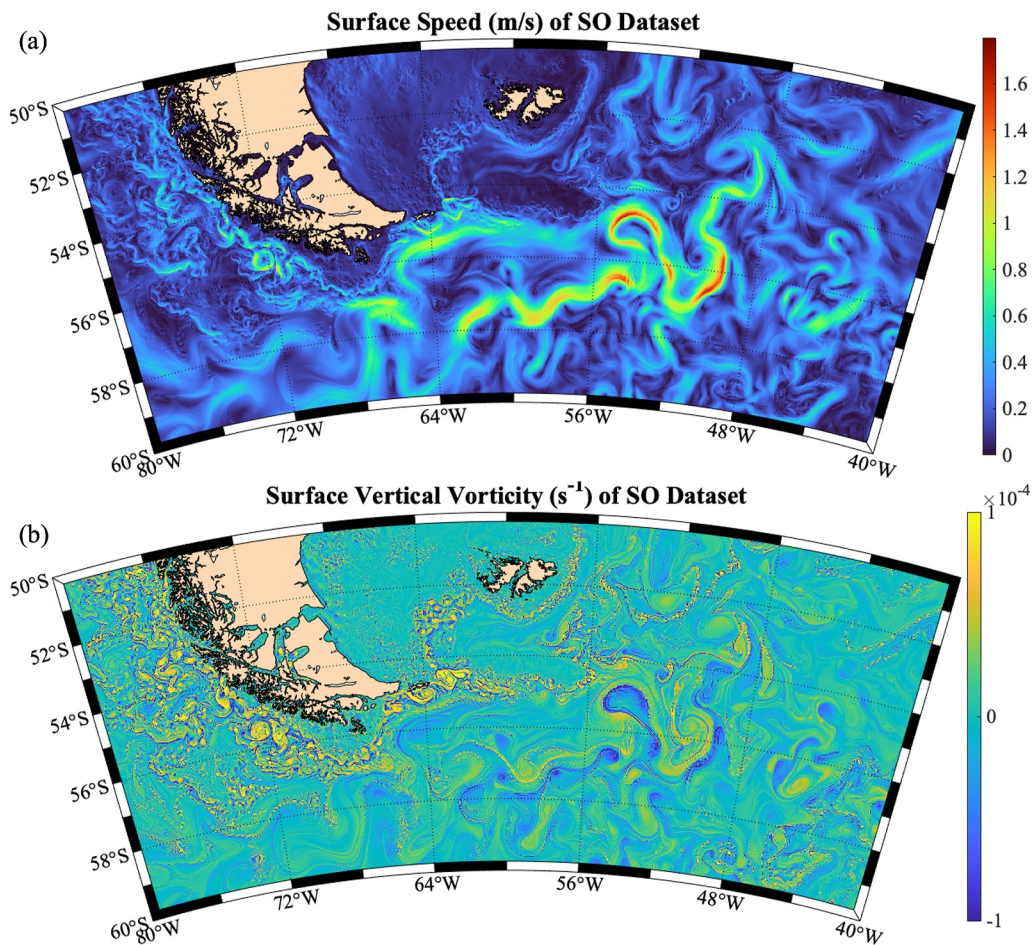 Surface Speed (m/s) of SO Dataset
(a)
50°S
52°S
54°S
56°S
58°S
60°S
80°W
72°W
64°W
56°W
48°W
40°W
1.6
1.4
1.2
1
0.8
0.6
0.4
0.2
0
Surface Vertical Vorticity (s⁻¹) of SO Dataset
(b)
50°S
52°S
54°S
56°S
58°S
60°S
80°W
72°W
64°W
56°W
48°W
40°W
×10⁻⁴
1
0
-1